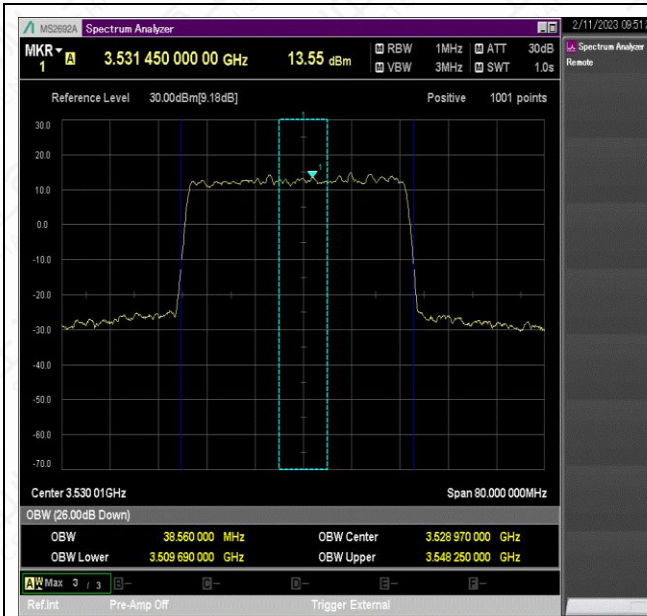 MS2692A Spectrum Analyzer
2/11/2023 09:51:
MKR 1 A 3.531 450 000 00 GHz 13.55 dBm
M RBW 1MHz M ATT 30dB
M VBW 3MHz M SWT 1.0s
Spectrum Analyzer
Remote
Reference Level 30.00dBm[9.18dB] Positive 1001 points
1
30.0
20.0
1
10.0
0.0
-10.0
-20.0
-30.0
-40.0
-50.0
-60.0
-70.0
Center 3.530 01GHz Span 80.000 000MHz
OBW (26.00dB Down)
OBW 38.560 000 MHz OBW Center 3.528 970 000 GHz
OBW Lower 3.509 690 000 GHz OBW Upper 3.548 250 000 GHz
A W Max 3 / 3 B- C- D- E- F-
Ref.Int Pre-Amp Off Trigger External